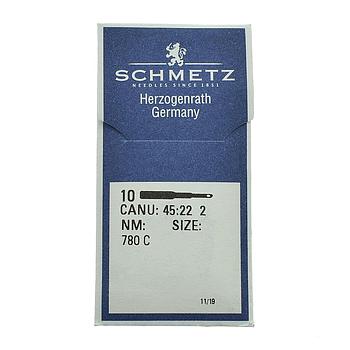 SCHMETZ
NEEDLES SINCE 1851
Herzogenrath
Germany
10
CANU: 45:22 2
NM: SIZE:
780 C
11/19